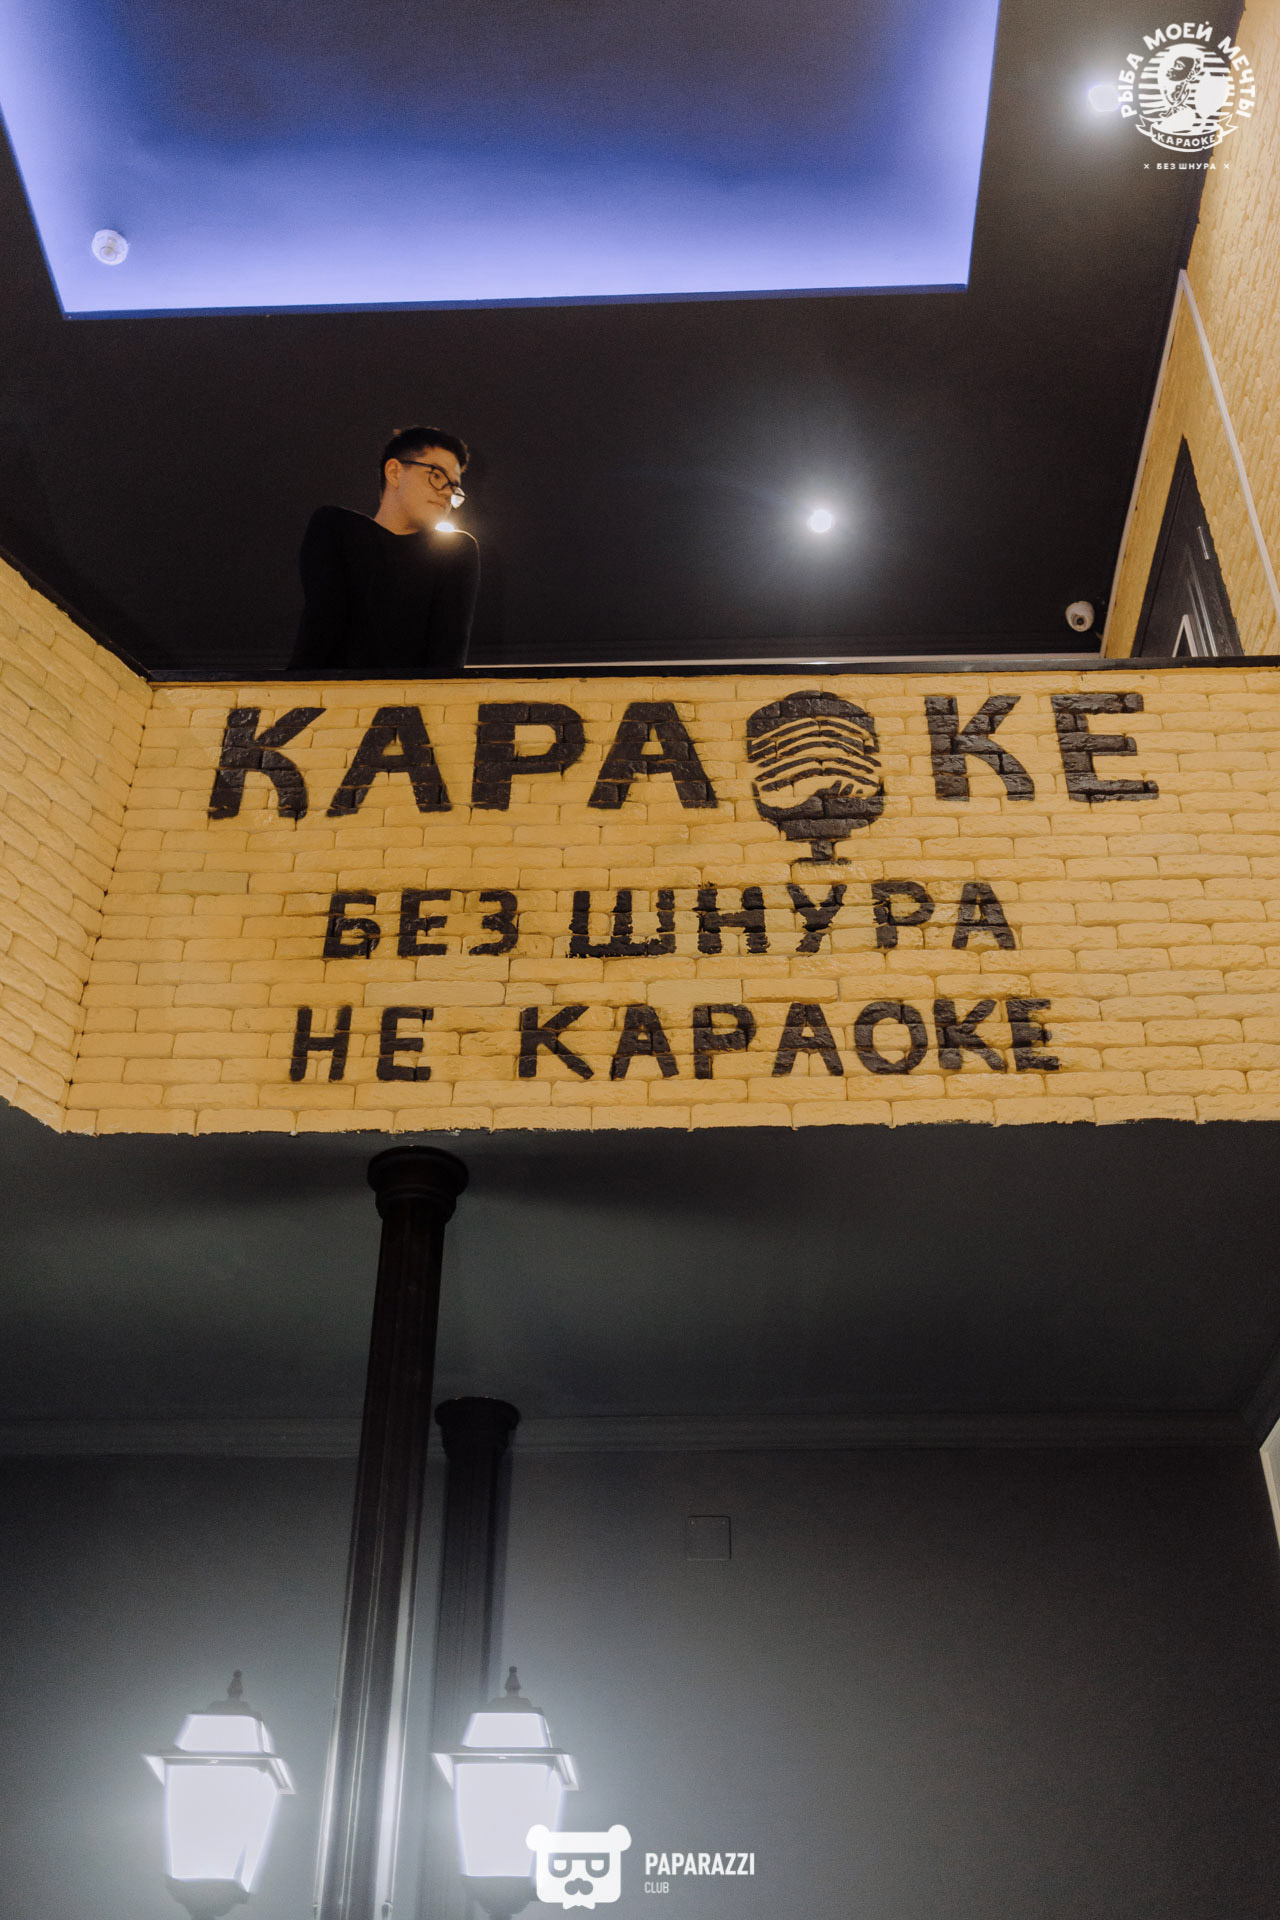 РЫБА МОЕЙ МЕЧТЫ
КАРАОКЕ
× БЕЗ ШНУРА ×
КАРАОКЕ
БЕЗ ШНУРА
НЕ КАРАОКЕ
PAPARAZZI
CLUB